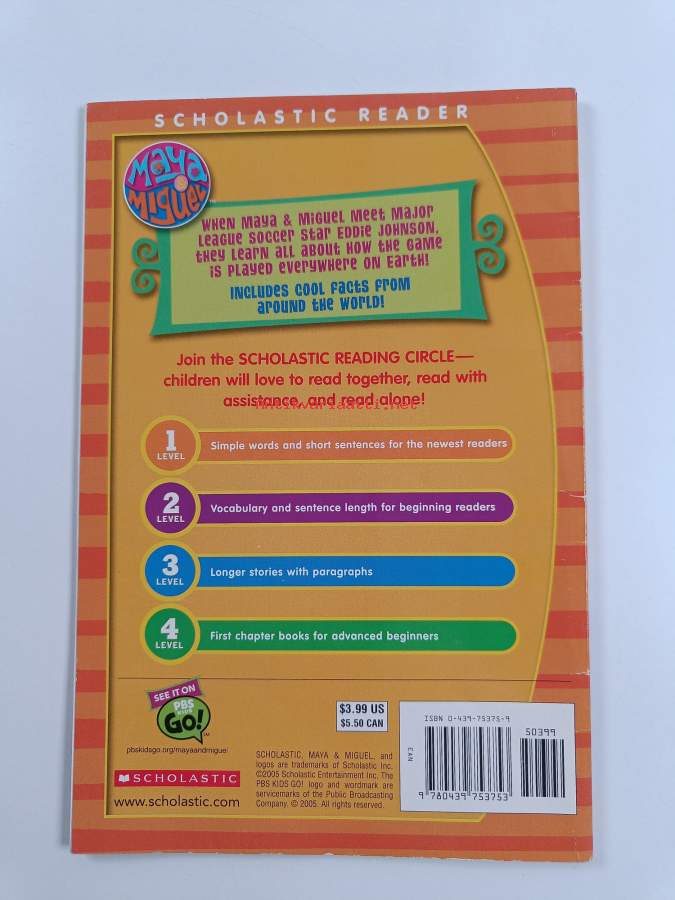 SCHOLASTIC READER
Maya
&
Miguel
TM
When Maya & Miguel meet Major
League Soccer star Eddie Johnson,
they learn all about how the game
is played everywhere on Earth!
Includes cool facts from
around the world!
Join the SCHOLASTIC READING CIRCLE—
children will love to read together, read with
assistance, and read alone!
Antikvariaatti.net
1
LEVEL
Simple words and short sentences for the newest readers
2
LEVEL
Vocabulary and sentence length for beginning readers
3
LEVEL
Longer stories with paragraphs
4
LEVEL
First chapter books for advanced beginners
SEE IT ON
PBS
KIDS
GO!
pbskidsgo.org/mayaandmiguel
SCHOLASTIC
www.scholastic.com
SCHOLASTIC, MAYA & MIGUEL, and
logos are trademarks of Scholastic Inc.
©2005 Scholastic Entertainment Inc. The
PBS KIDS GO! logo and wordmark are
servicemarks of the Public Broadcasting
Company. © 2005. All rights reserved.
$3.99 US
$5.50 CAN
ISBN 0-439-75375-9
50399
EAN
9 780439 753753